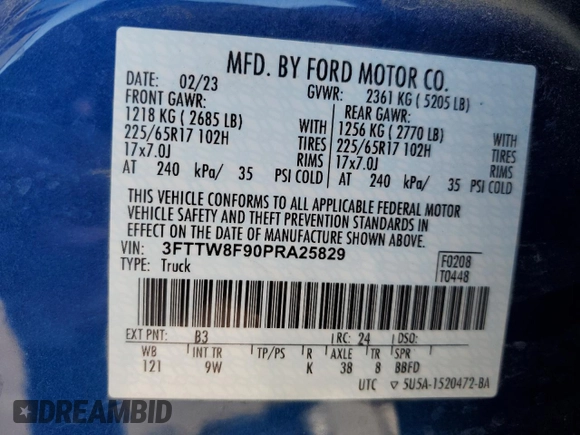 MFD. BY FORD MOTOR CO.
DATE: 02/23 GVWR: 2361 KG ( 5205 LB)
FRONT GAWR: REAR GAWR:
1218 KG ( 2685 LB) WITH 1256 KG ( 2770 LB) WITH
225/65R17 102H TIRES 225/65R17 102H TIRES
17x7.0J RIMS 17x7.0J RIMS
AT 240 kPa/ 35 PSI COLD AT 240 kPa/ 35 PSI COLD
THIS VEHICLE CONFORMS TO ALL APPLICABLE FEDERAL MOTOR
VEHICLE SAFETY AND THEFT PREVENTION STANDARDS IN
EFFECT ON THE DATE OF MANUFACTURE SHOWN ABOVE.
VIN: 3FTTW8F90PRA25829 F0208
TYPE: Truck T0448
EXT PNT: B3 RC: 24 DSO:
WB INT TR TP/PS R AXLE TR SPR
121 9W K 38 8 BBFD
UTC ▽ 5U5A-1520472-BA
DREAMBID